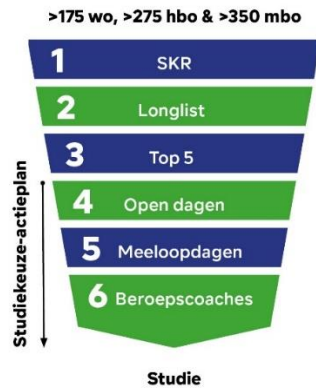 >175 wo, >275 hbo & >350 mbo
1 SKR
2 Longlist
3 Top 5
4 Open dagen
5 Meeloopdagen
6 Beroepscoaches
Studiekeuze-actieplan
Studie